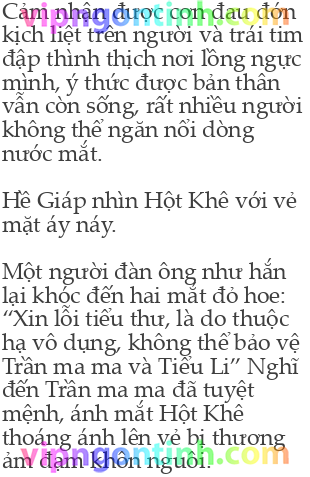 Cảm nhận được cơn đau đớn
kịch liệt trên người và trái tim
đập thình thịch nơi lồng ngực
mình, ý thức được bản thân
vẫn còn sống, rất nhiều người
không thể ngăn nổi dòng
nước mắt.
Hề Giáp nhìn Hột Khê với vẻ
mặt áy náy.
Một người đàn ông như hắn
lại khóc đến hai mắt đỏ hoe:
“Xin lỗi tiểu thư, là do thuộc
hạ vô dụng, không thể bảo vệ
Trần ma ma và Tiểu Li” Nghĩ
đến Trần ma ma đã tuyệt
mệnh, ánh mắt Hột Khê
thoáng ánh lên vẻ bị thương
ảm đạm khôn nguôi.
vipngontinh.com
vipngontinh.com